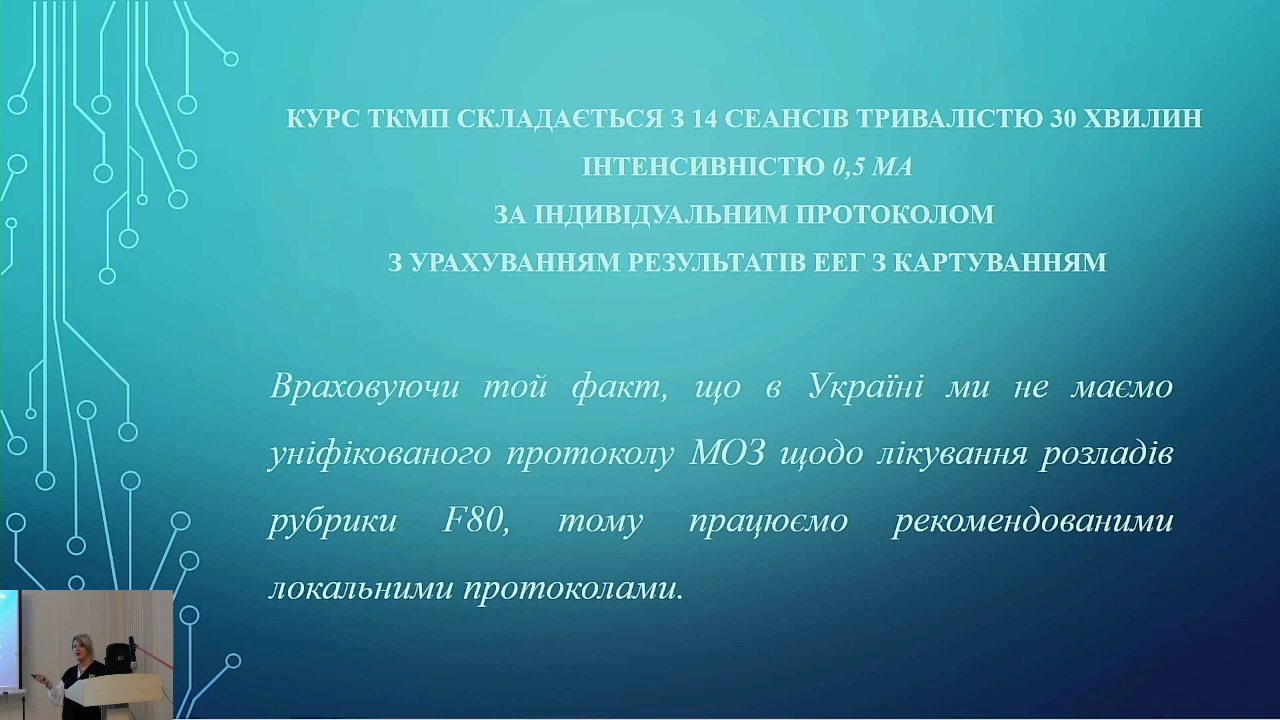 КУРС ТКМП СКЛАДАЄТЬСЯ З 14 СЕАНСІВ ТРИВАЛІСТЮ 30 ХВИЛИН
ІНТЕНСИВНІСТЮ 0,5 МА
ЗА ІНДИВІДУАЛЬНИМ ПРОТОКОЛОМ
З УРАХУВАННЯМ РЕЗУЛЬТАТІВ ЕЕГ З КАРТУВАННЯМ
Враховуючи той факт, що в Україні ми не маємо
уніфікованого протоколу МОЗ щодо лікування розладів
рубрики F80, тому працюємо рекомендованими
локальними протоколами.